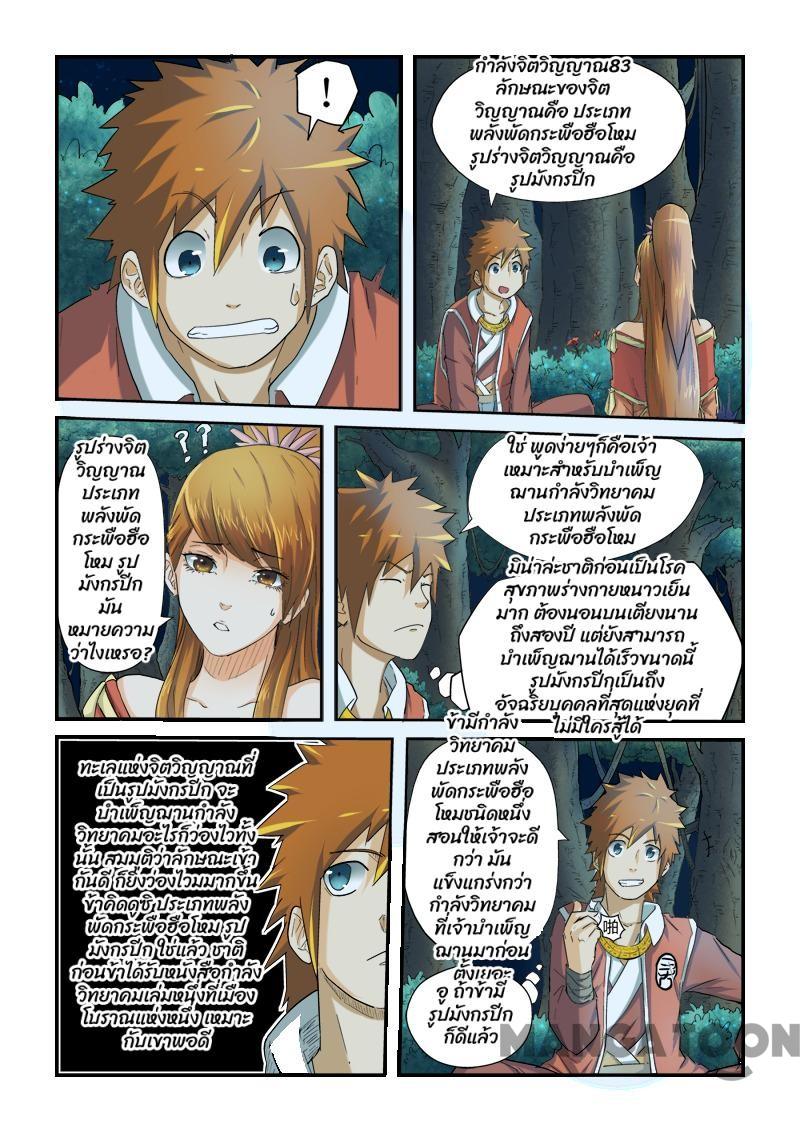 !
กำลังจิตวิญญาณ83
ลักษณะของจิต
วิญญาณคือ ประเภท
พลังพัดกระพือฮือโหม
รูปร่างจิตวิญญาณคือ
รูปมังกรปีก
??
รูปร่างจิต
วิญญาณ
ประเภท
พลังพัด
กระพือฮือ
โหม รูป
มังกรปีก
มัน
หมายความ
ว่าไงเหรอ?
ใช่ พูดง่ายๆก็คือเจ้า
เหมาะสำหรับบำเพ็ญ
ฌานกำลังวิทยาคม
ประเภทพลังพัด
กระพือฮือโหม
มิน่าล่ะชาติก่อนเป็นโรค
สุขภาพร่างกายหนาวเย็น
มาก ต้องนอนบนเตียงนาน
ถึงสองปี แต่ยังสามารถ
บำเพ็ญฌานได้เร็วขนาดนี้
รูปมังกรปีกเป็นถึง
อัจฉริยบุคคลที่สุดแห่งยุคที่
ไม่มีใครสู้ได้
ทะเลแห่งจิตวิญญาณที่
เป็นรูปมังกรปีก จะ
บำเพ็ญฌานกำลัง
วิทยาคมอะไรก็ว่องไวทั้ง
นั้น สมมุติว่าลักษณะเข้า
กันดี ก็ยิ่งว่องไวมมากขึ้น
ข้าคิดดูซิ ประเภทพลัง
พัดกระพือฮือโหม รูป
มังกรปีก ใช่แล้ว ชาติ
ก่อนข้าได้รับหนังสือกำลัง
วิทยาคมเล่มหนึ่งที่เมือง
โบราณแห่งหนึ่ง เหมาะ
กับเขาพอดี
ข้ามีกำลัง
วิทยาคม
ประเภทพลัง
พัดกระพือฮือ
โหมชนิดหนึ่ง
สอนให้เจ้าจะดี
กว่า มัน
แข็งแกร่งกว่า
กำลังวิทยาคม
ที่เจ้าบำเพ็ญ
ฌานมาก่อน
ตั้งเยอะ
อู ถ้าข้ามี
รูปมังกรปีก
ก็ดีแล้ว
啪
MANGATOON